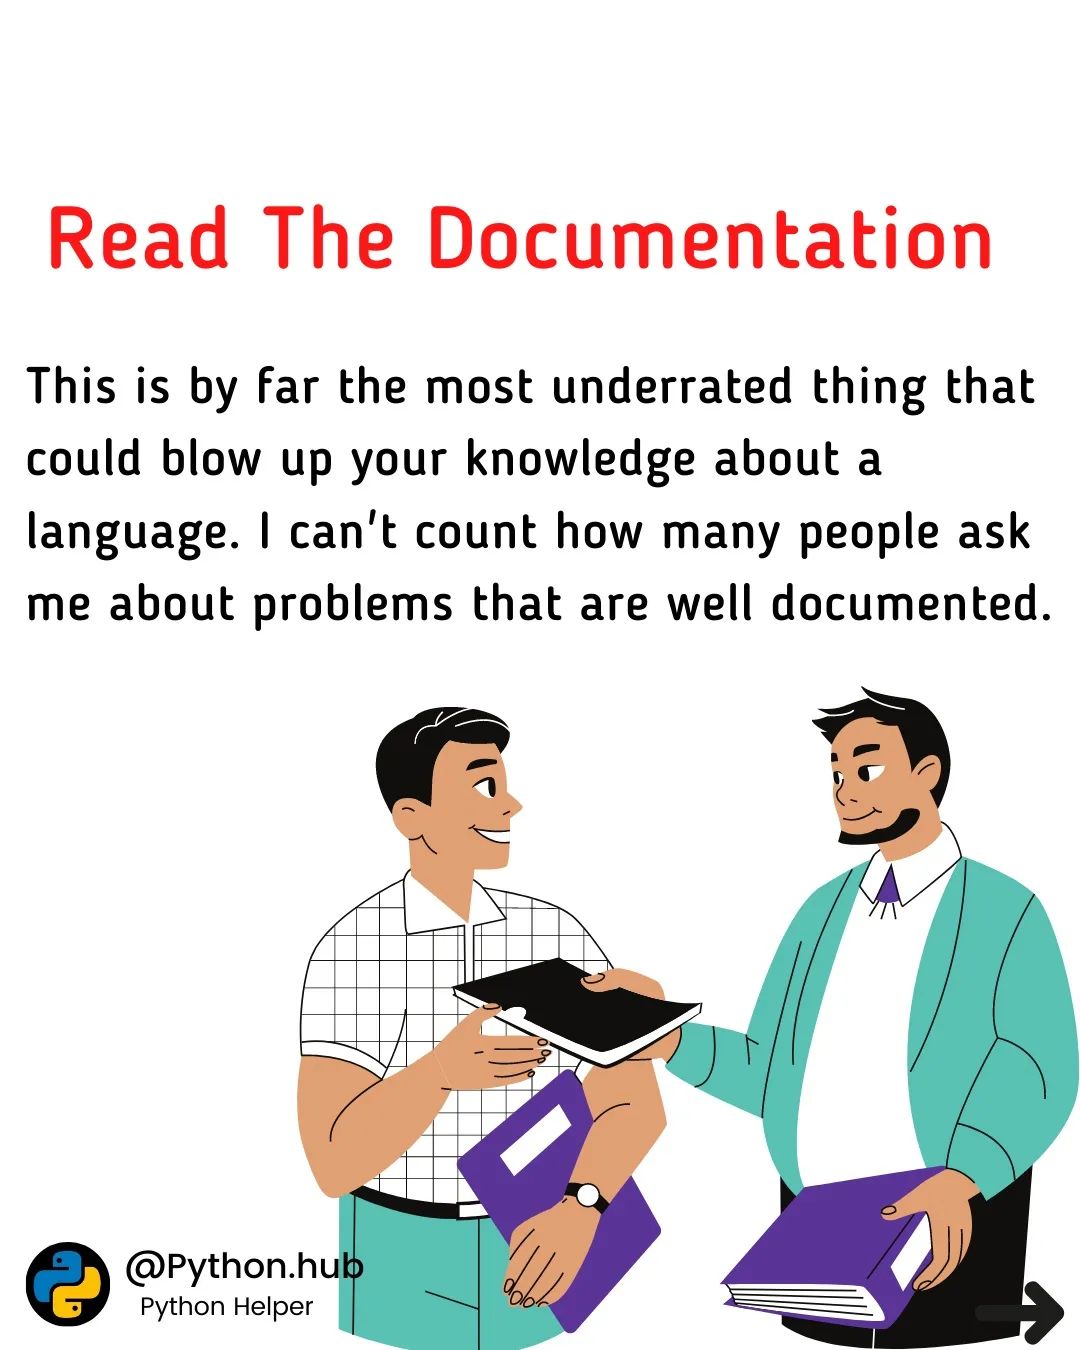 Read The Documentation
This is by far the most underrated thing that
could blow up your knowledge about a
language. I can't count how many people ask
me about problems that are well documented.
@Python.hub
Python Helper